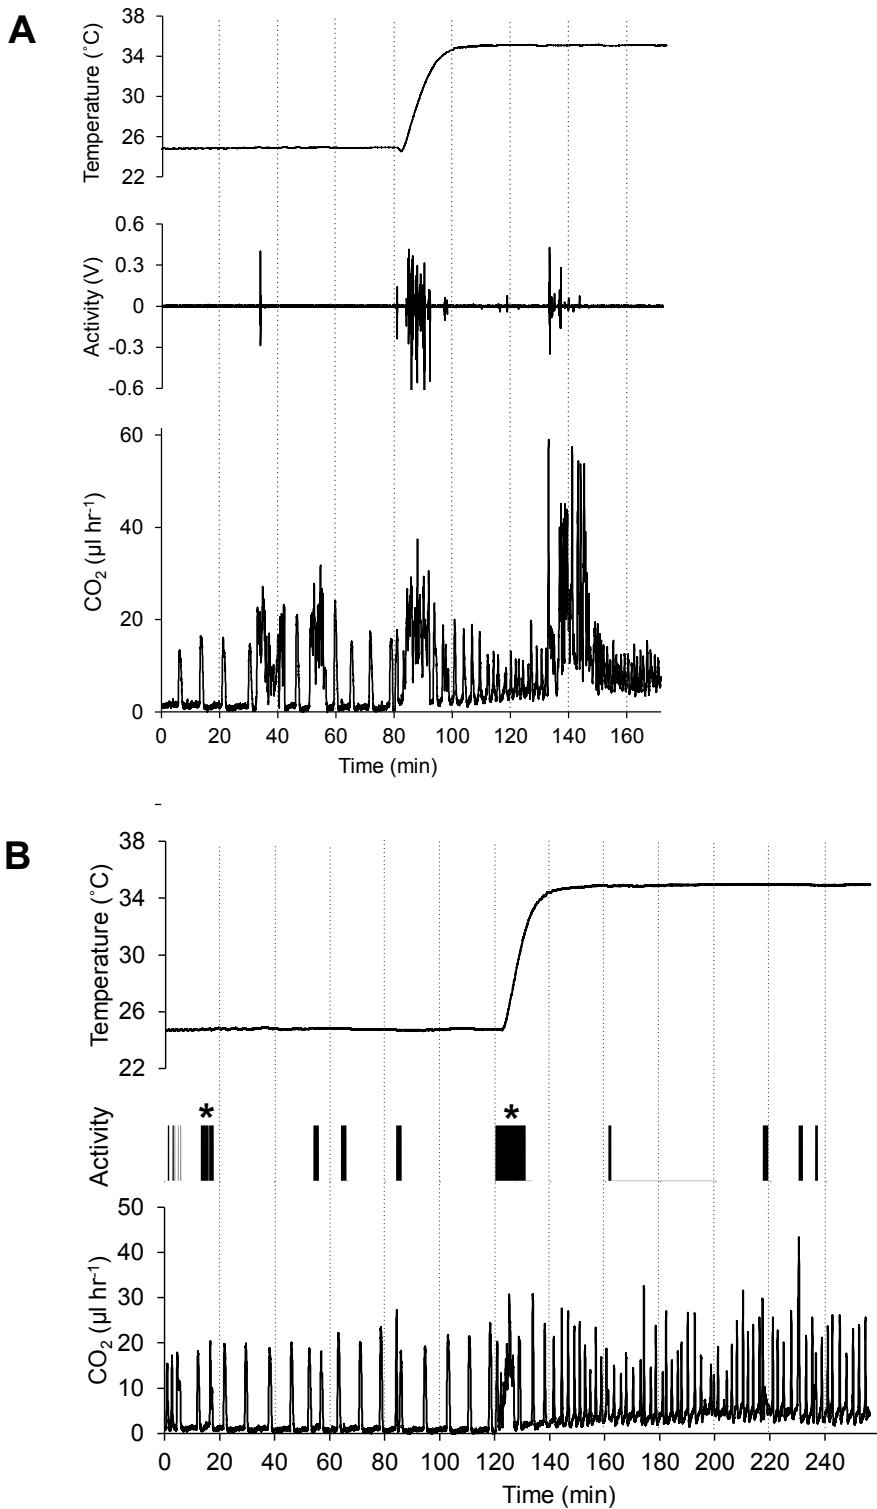 A
Temperature (˚C)
38
34
30
26
22
Activity (V)
0.6
0.3
0
-0.3
-0.6
CO₂ (µl hr⁻¹)
60
40
20
0
0 20 40 60 80 100 120 140 160
Time (min)
B
Temperature (˚C)
38
34
30
26
22
Activity
* *
CO₂ (µl hr⁻¹)
50
40
30
20
10
0
0 20 40 60 80 100 120 140 160 180 200 220 240
Time (min)